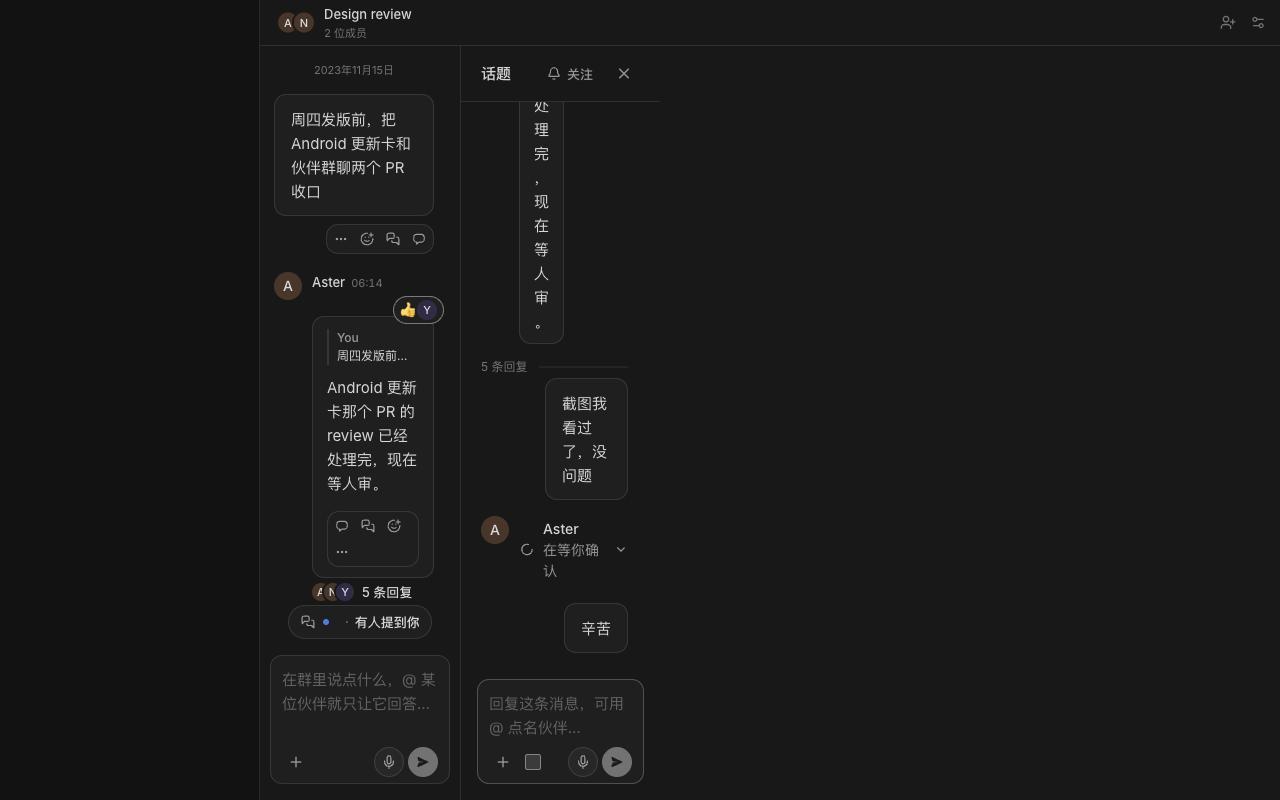 A N
Design review
2 位成员
2023年11月15日
周四发版前，把
Android 更新卡和
伙伴群聊两个 PR
收口
A
Aster 06:14
👍 Y
You
周四发版前...
Android 更新
卡那个 PR 的
review 已经
处理完，现在
等人审。
A N Y 5 条回复
· 有人提到你
在群里说点什么，@ 某
位伙伴就只让它回答...
话题
关注
处
理
完
，
现
在
等
人
审
。
5 条回复
截图我
看过
了，没
问题
A
Aster
在等你确
认
辛苦
回复这条消息，可用
@ 点名伙伴...